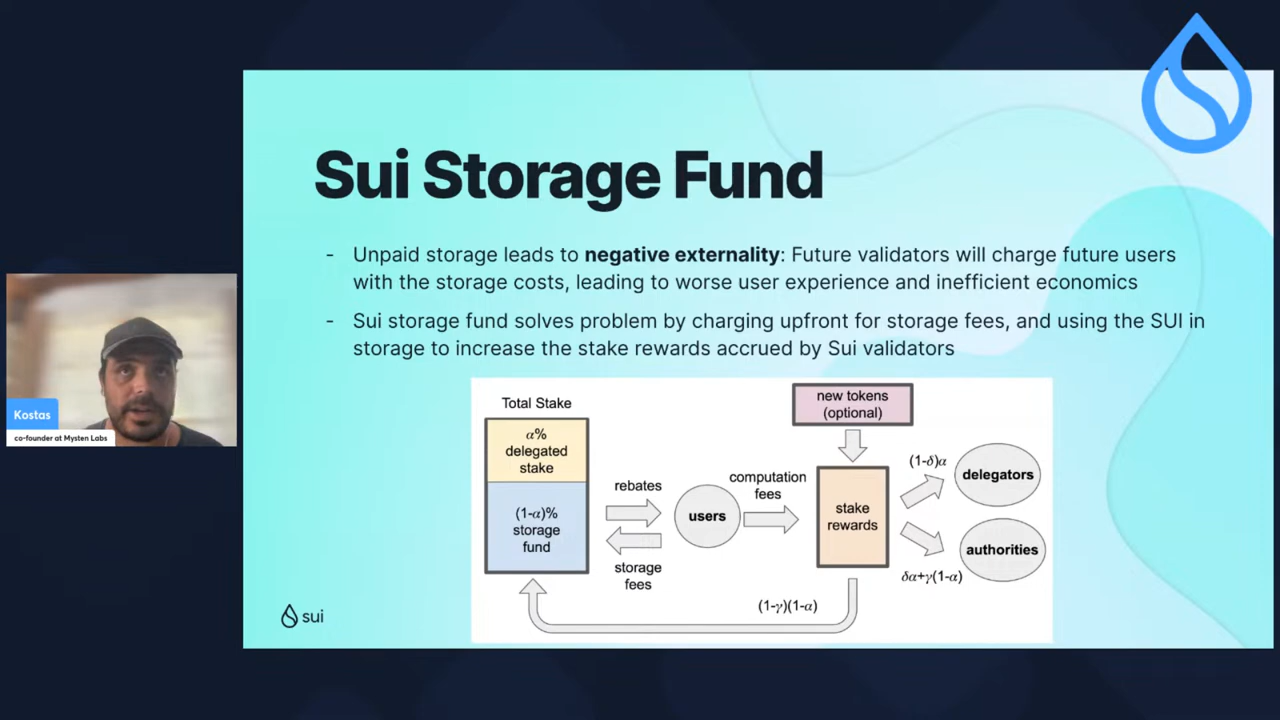 Sui Storage Fund
- Unpaid storage leads to negative externality: Future validators will charge future users
with the storage costs, leading to worse user experience and inefficient economics
- Sui storage fund solves problem by charging upfront for storage fees, and using the SUI in
storage to increase the stake rewards accrued by Sui validators
Total Stake
α%
delegated
stake
(1-α)%
storage
fund
rebates
storage
fees
users
computation
fees
new tokens
(optional)
stake
rewards
(1-δ)α
delegators
authorities
δα+γ(1-α)
(1-γ)(1-α)
sui
Kostas
co-founder at Mysten Labs